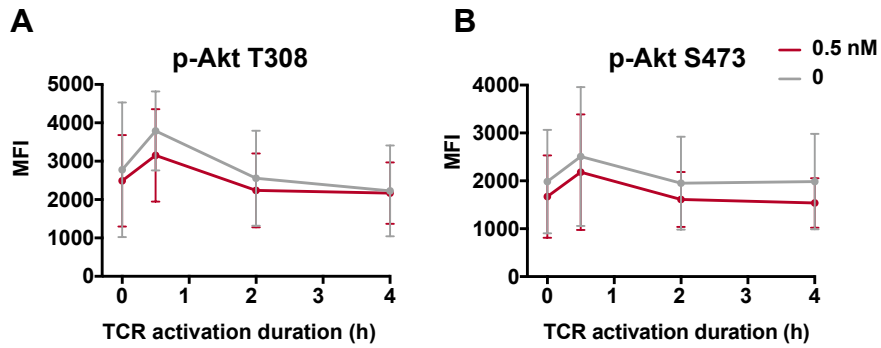 A
p-Akt T308
MFI
5000
4000
3000
2000
1000
0
0 1 2 3 4
TCR activation duration (h)
B
p-Akt S473
0.5 nM
0
MFI
4000
3000
2000
1000
0
0 1 2 3 4
TCR activation duration (h)